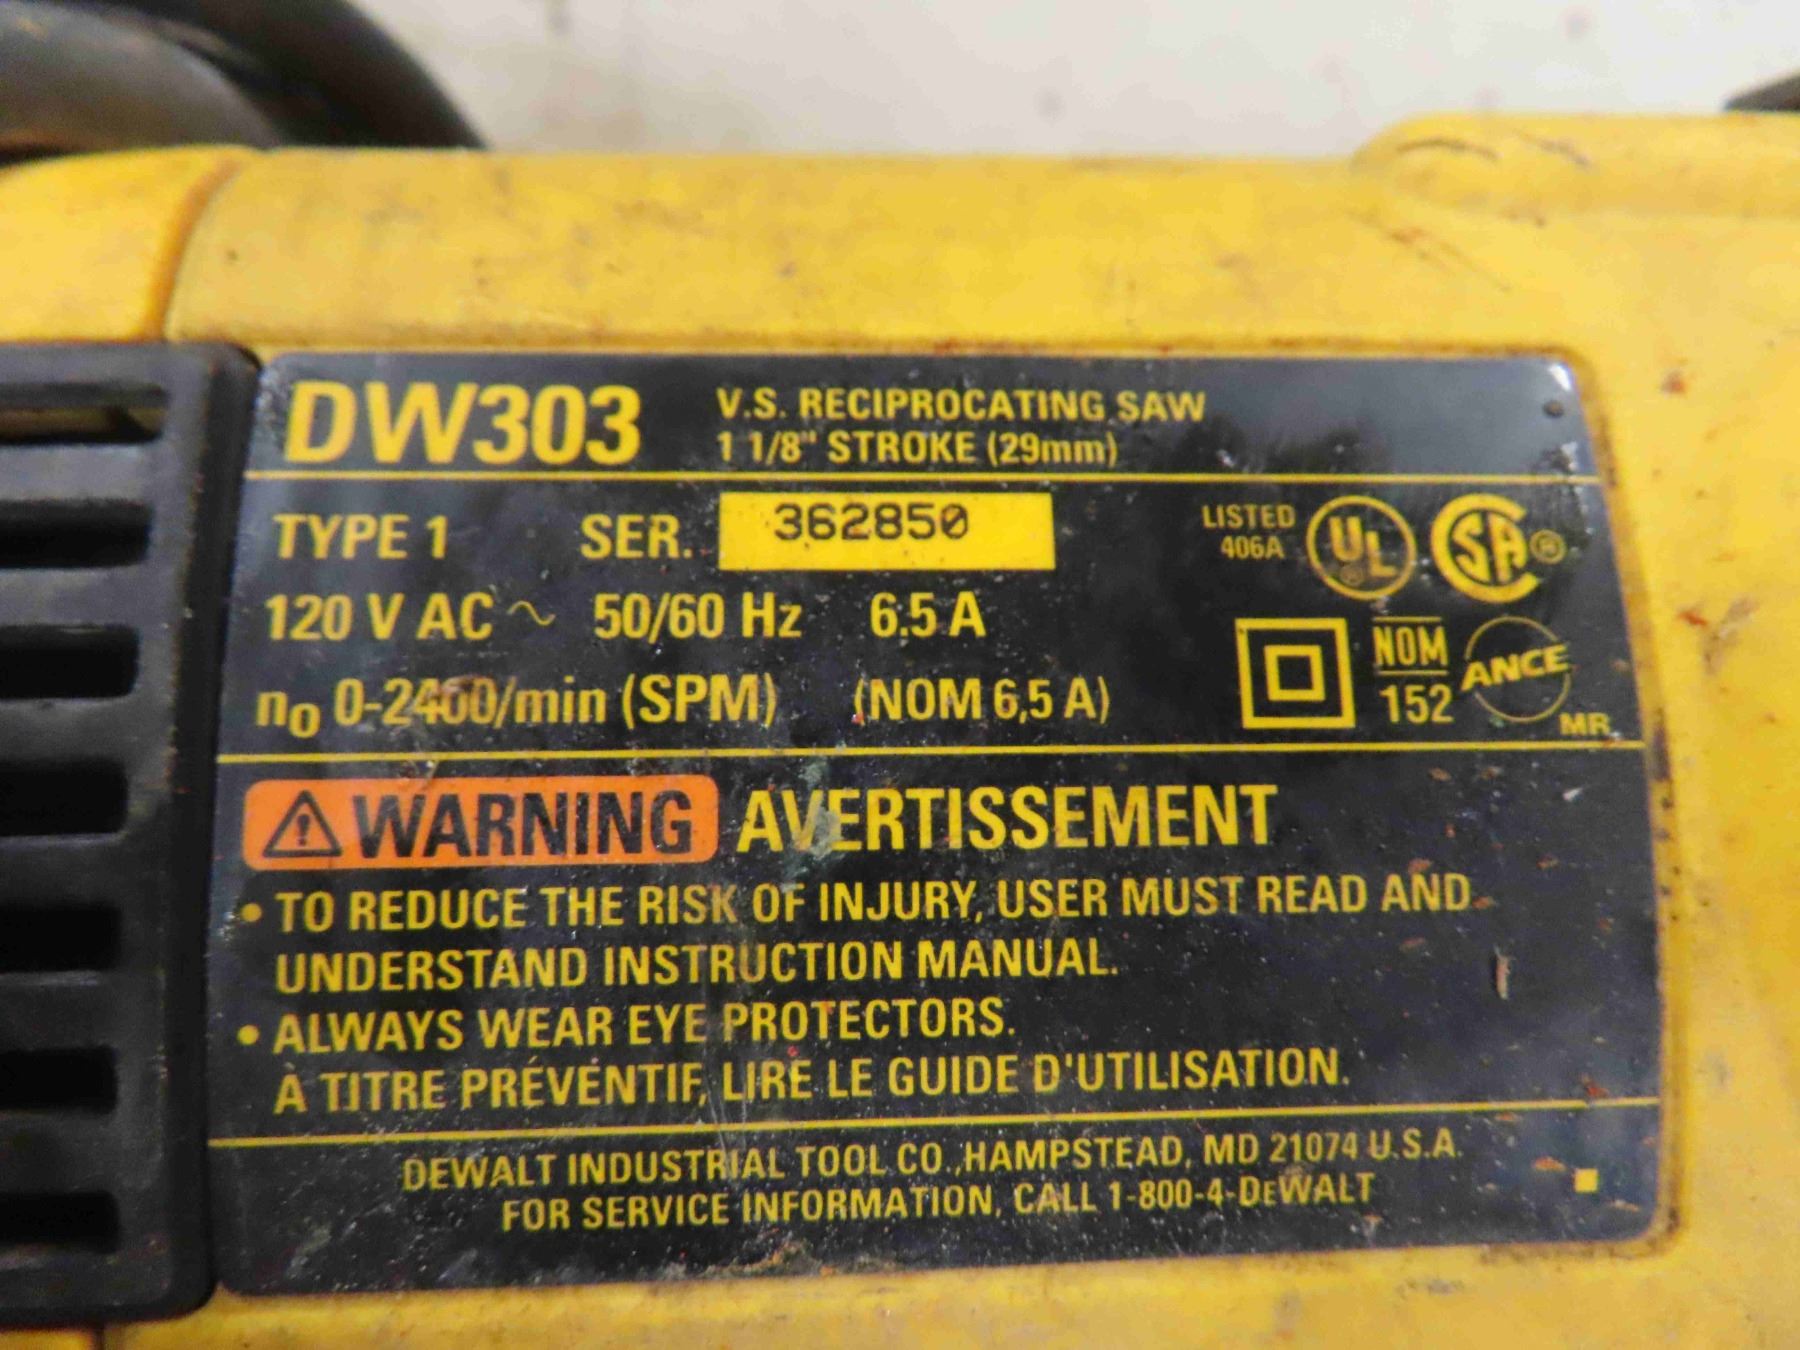 DW303 V.S. RECIPROCATING SAW
1 1/8" STROKE (29mm)
TYPE 1 SER. 362850
LISTED
406A
UL
®
SA ®
120 V AC ~ 50/60 Hz 6.5 A
no 0-2400/min (SPM) (NOM 6,5 A)
NOM
152
ANCE
MR
WARNING AVERTISSEMENT
• TO REDUCE THE RISK OF INJURY, USER MUST READ AND
UNDERSTAND INSTRUCTION MANUAL.
• ALWAYS WEAR EYE PROTECTORS.
À TITRE PRÉVENTIF, LIRE LE GUIDE D'UTILISATION.
DEWALT INDUSTRIAL TOOL CO.,HAMPSTEAD, MD 21074 U.S.A.
FOR SERVICE INFORMATION, CALL 1-800-4-DEWALT